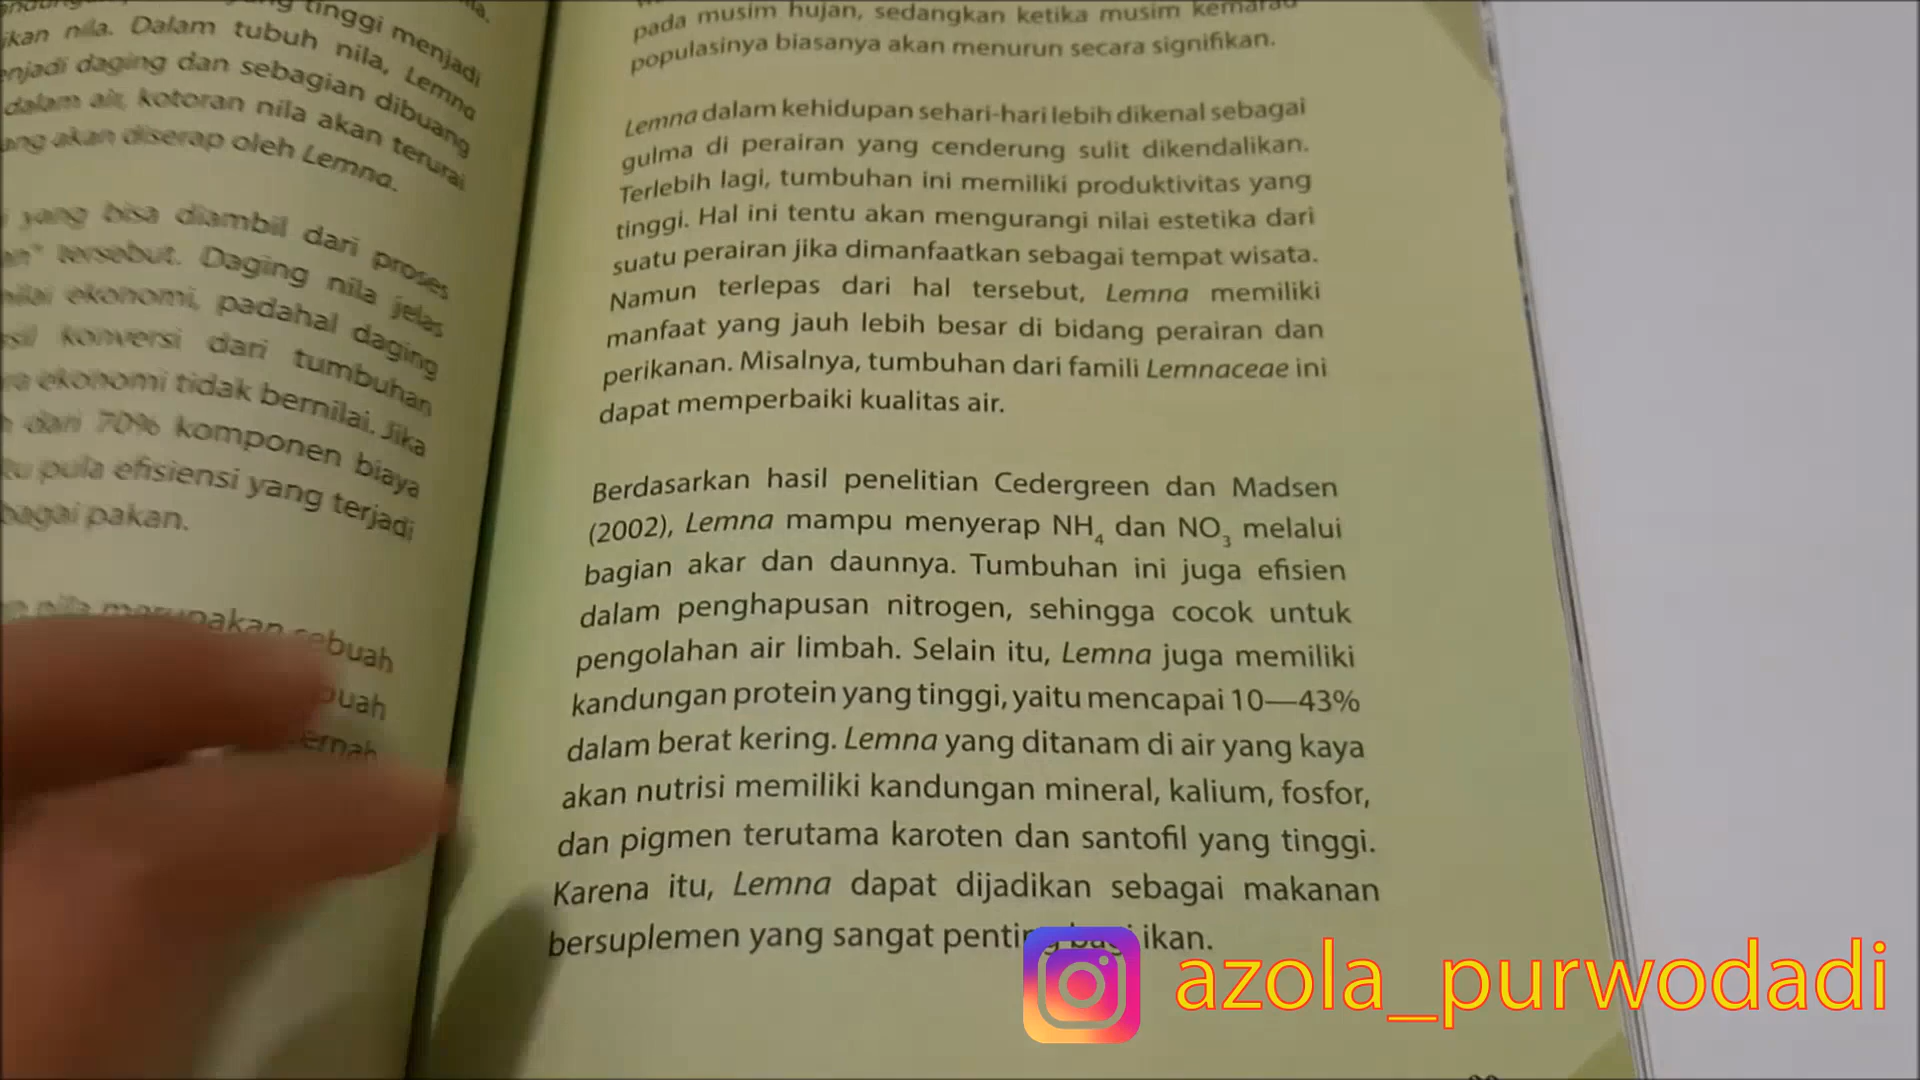 tinggi menjadi
ikan nila. Dalam tubuh nila, Lemna
menjadi daging dan sebagian dibuang
dalam air, kotoran nila akan terurai
yang akan diserap oleh Lemna.
yang bisa diambil dari proses
tersebut. Daging nila jelas
nilai ekonomi, padahal daging
konversi dari tumbuhan
ekonomi tidak bernilai. Jika
dari 70% komponen biaya
pula efisiensi yang terjadi
sebagai pakan.
nila merupakan sebuah
pada musim hujan, sedangkan ketika musim kemarau
populasinya biasanya akan menurun secara signifikan.
Lemna dalam kehidupan sehari-hari lebih dikenal sebagai
gulma di perairan yang cenderung sulit dikendalikan.
Terlebih lagi, tumbuhan ini memiliki produktivitas yang
tinggi. Hal ini tentu akan mengurangi nilai estetika dari
suatu perairan jika dimanfaatkan sebagai tempat wisata.
Namun terlepas dari hal tersebut, Lemna memiliki
manfaat yang jauh lebih besar di bidang perairan dan
perikanan. Misalnya, tumbuhan dari famili Lemnaceae ini
dapat memperbaiki kualitas air.
Berdasarkan hasil penelitian Cedergreen dan Madsen
(2002), Lemna mampu menyerap NH₄ dan NO₃ melalui
bagian akar dan daunnya. Tumbuhan ini juga efisien
dalam penghapusan nitrogen, sehingga cocok untuk
pengolahan air limbah. Selain itu, Lemna juga memiliki
kandungan protein yang tinggi, yaitu mencapai 10—43%
dalam berat kering. Lemna yang ditanam di air yang kaya
akan nutrisi memiliki kandungan mineral, kalium, fosfor,
dan pigmen terutama karoten dan santofil yang tinggi.
Karena itu, Lemna dapat dijadikan sebagai makanan
bersuplemen yang sangat penting bagi ikan.
azola_purwodadi